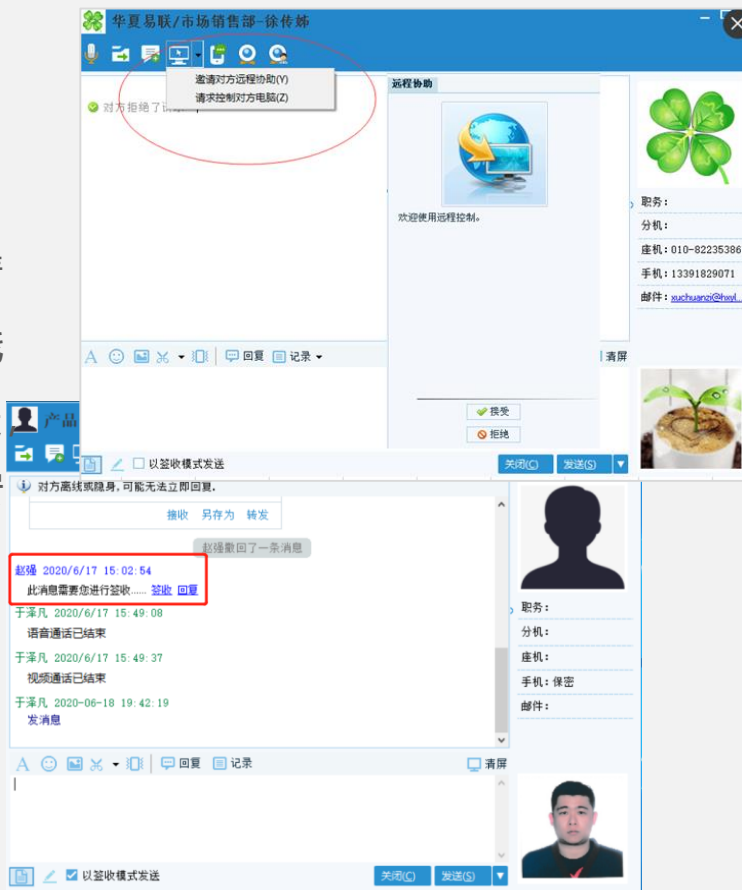 华夏易联/市场销售部-徐传姊
邀请对方远程协助(Y)
请求控制对方电脑(Z)
对方拒绝了
远程协助
欢迎使用远程控制。
接受
拒绝
职务：
分机：
座机：010-82235386
手机：13391829071
邮件：xuchuanzi@hxyl...
A 回复 记录 清屏
以签收模式发送
关闭(C) 发送(S)
产品
对方离线或隐身，可能无法立即回复.
接收 另存为 转发
赵强撤回了一条消息
赵强 2020/6/17 15:02:54
此消息需要您进行签收...... 签收 回复
于泽凡 2020/6/17 15:49:08
语音通话已结束
于泽凡 2020/6/17 15:49:37
视频通话已结束
于泽凡 2020-06-18 19:42:19
发消息
职务：
分机：
座机：
手机：保密
邮件：
A 回复 记录 清屏
以签收模式发送
关闭(C) 发送(S)